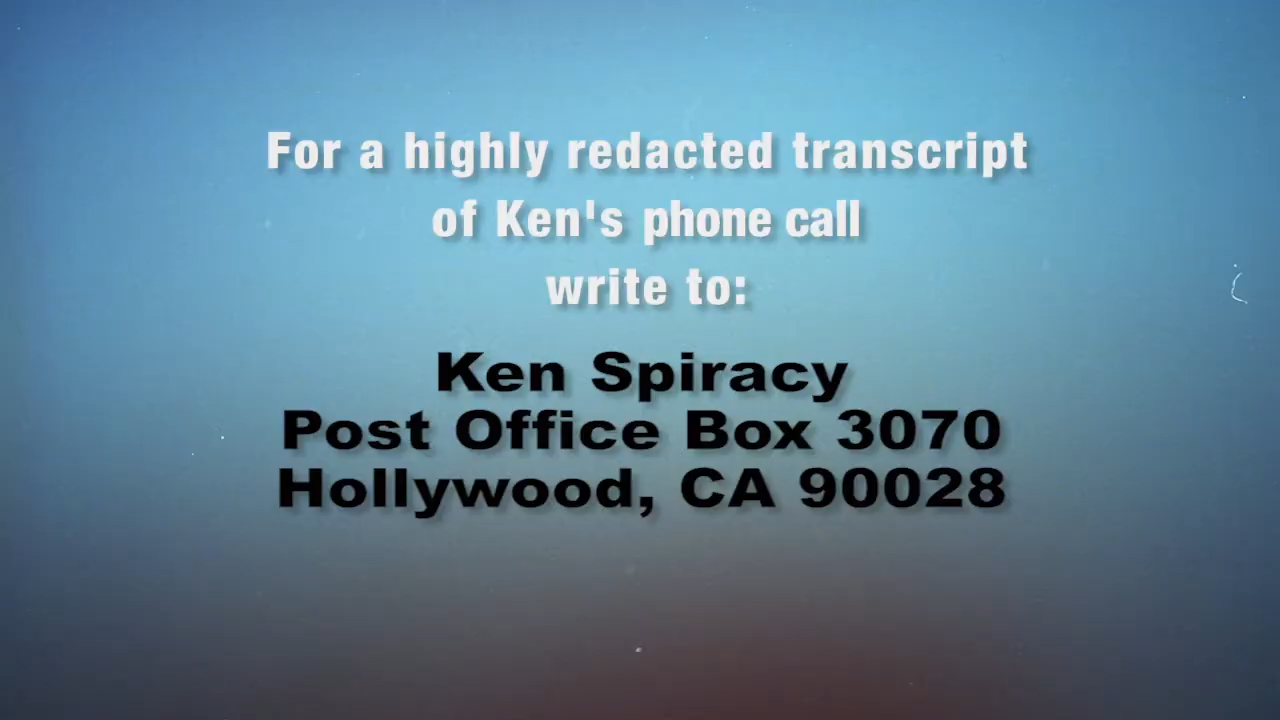 For a highly redacted transcript
of Ken's phone call
write to:
Ken Spiracy
Post Office Box 3070
Hollywood, CA 90028